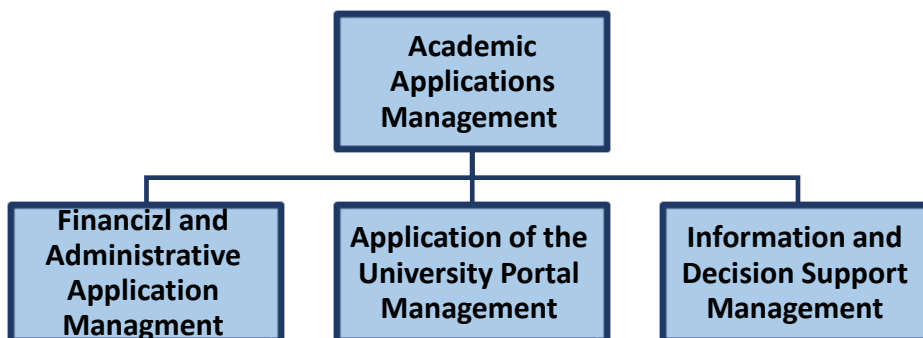 Academic
Applications
Management
Financizl and
Administrative
Application
Managment
Application of the
University Portal
Management
Information and
Decision Support
Management